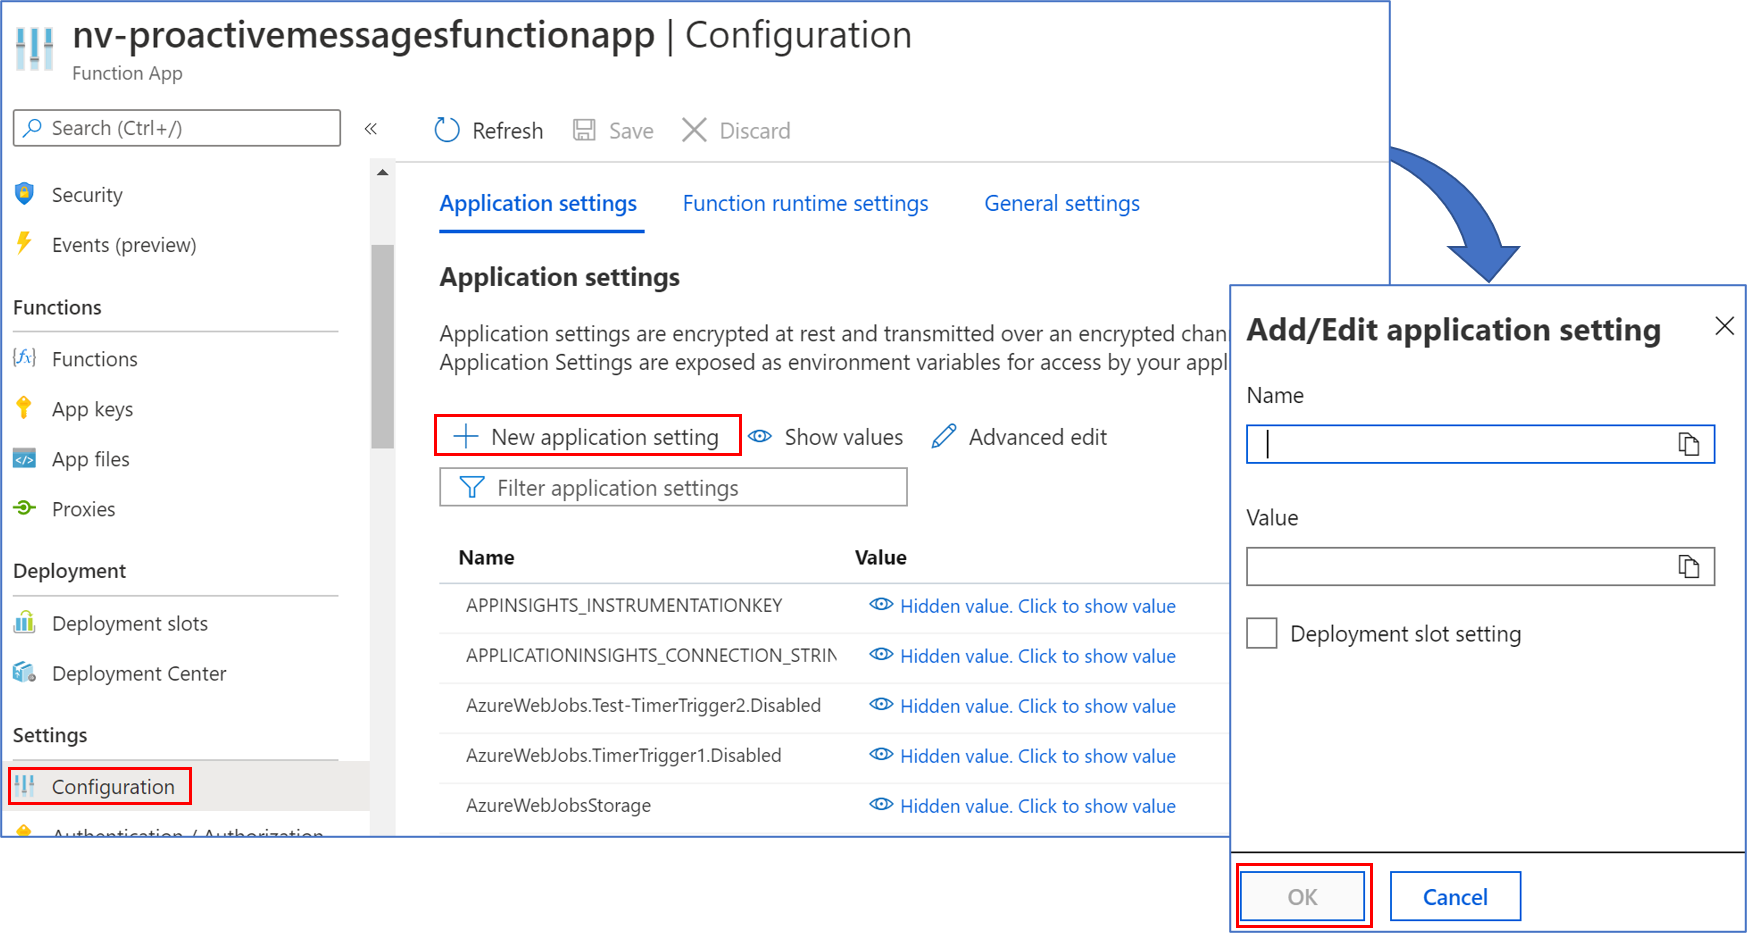 nv-proactivemessagesfunctionapp | Configuration
Function App
Search (Ctrl+/)
«
Refresh
Save
Discard
Security
Events (preview)
Functions
Functions
App keys
App files
Proxies
Deployment
Deployment slots
Deployment Center
Settings
Configuration
Authentication / Authorization
Application settings
Function runtime settings
General settings
Application settings
Application settings are encrypted at rest and transmitted over an encrypted chan
Application Settings are exposed as environment variables for access by your appl
New application setting
Show values
Advanced edit
Filter application settings
Name Value
APPINSIGHTS_INSTRUMENTATIONKEY Hidden value. Click to show value
APPLICATIONINSIGHTS_CONNECTION_STRIN Hidden value. Click to show value
AzureWebJobs.Test-TimerTrigger2.Disabled Hidden value. Click to show value
AzureWebJobs.TimerTrigger1.Disabled Hidden value. Click to show value
AzureWebJobsStorage Hidden value. Click to show value
Add/Edit application setting
Name
Value
Deployment slot setting
OK
Cancel